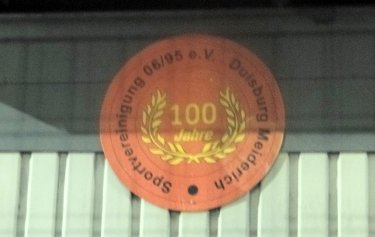 Sportvereinigung 06/95 e.V. Duisburg Meiderich
100
Jahre